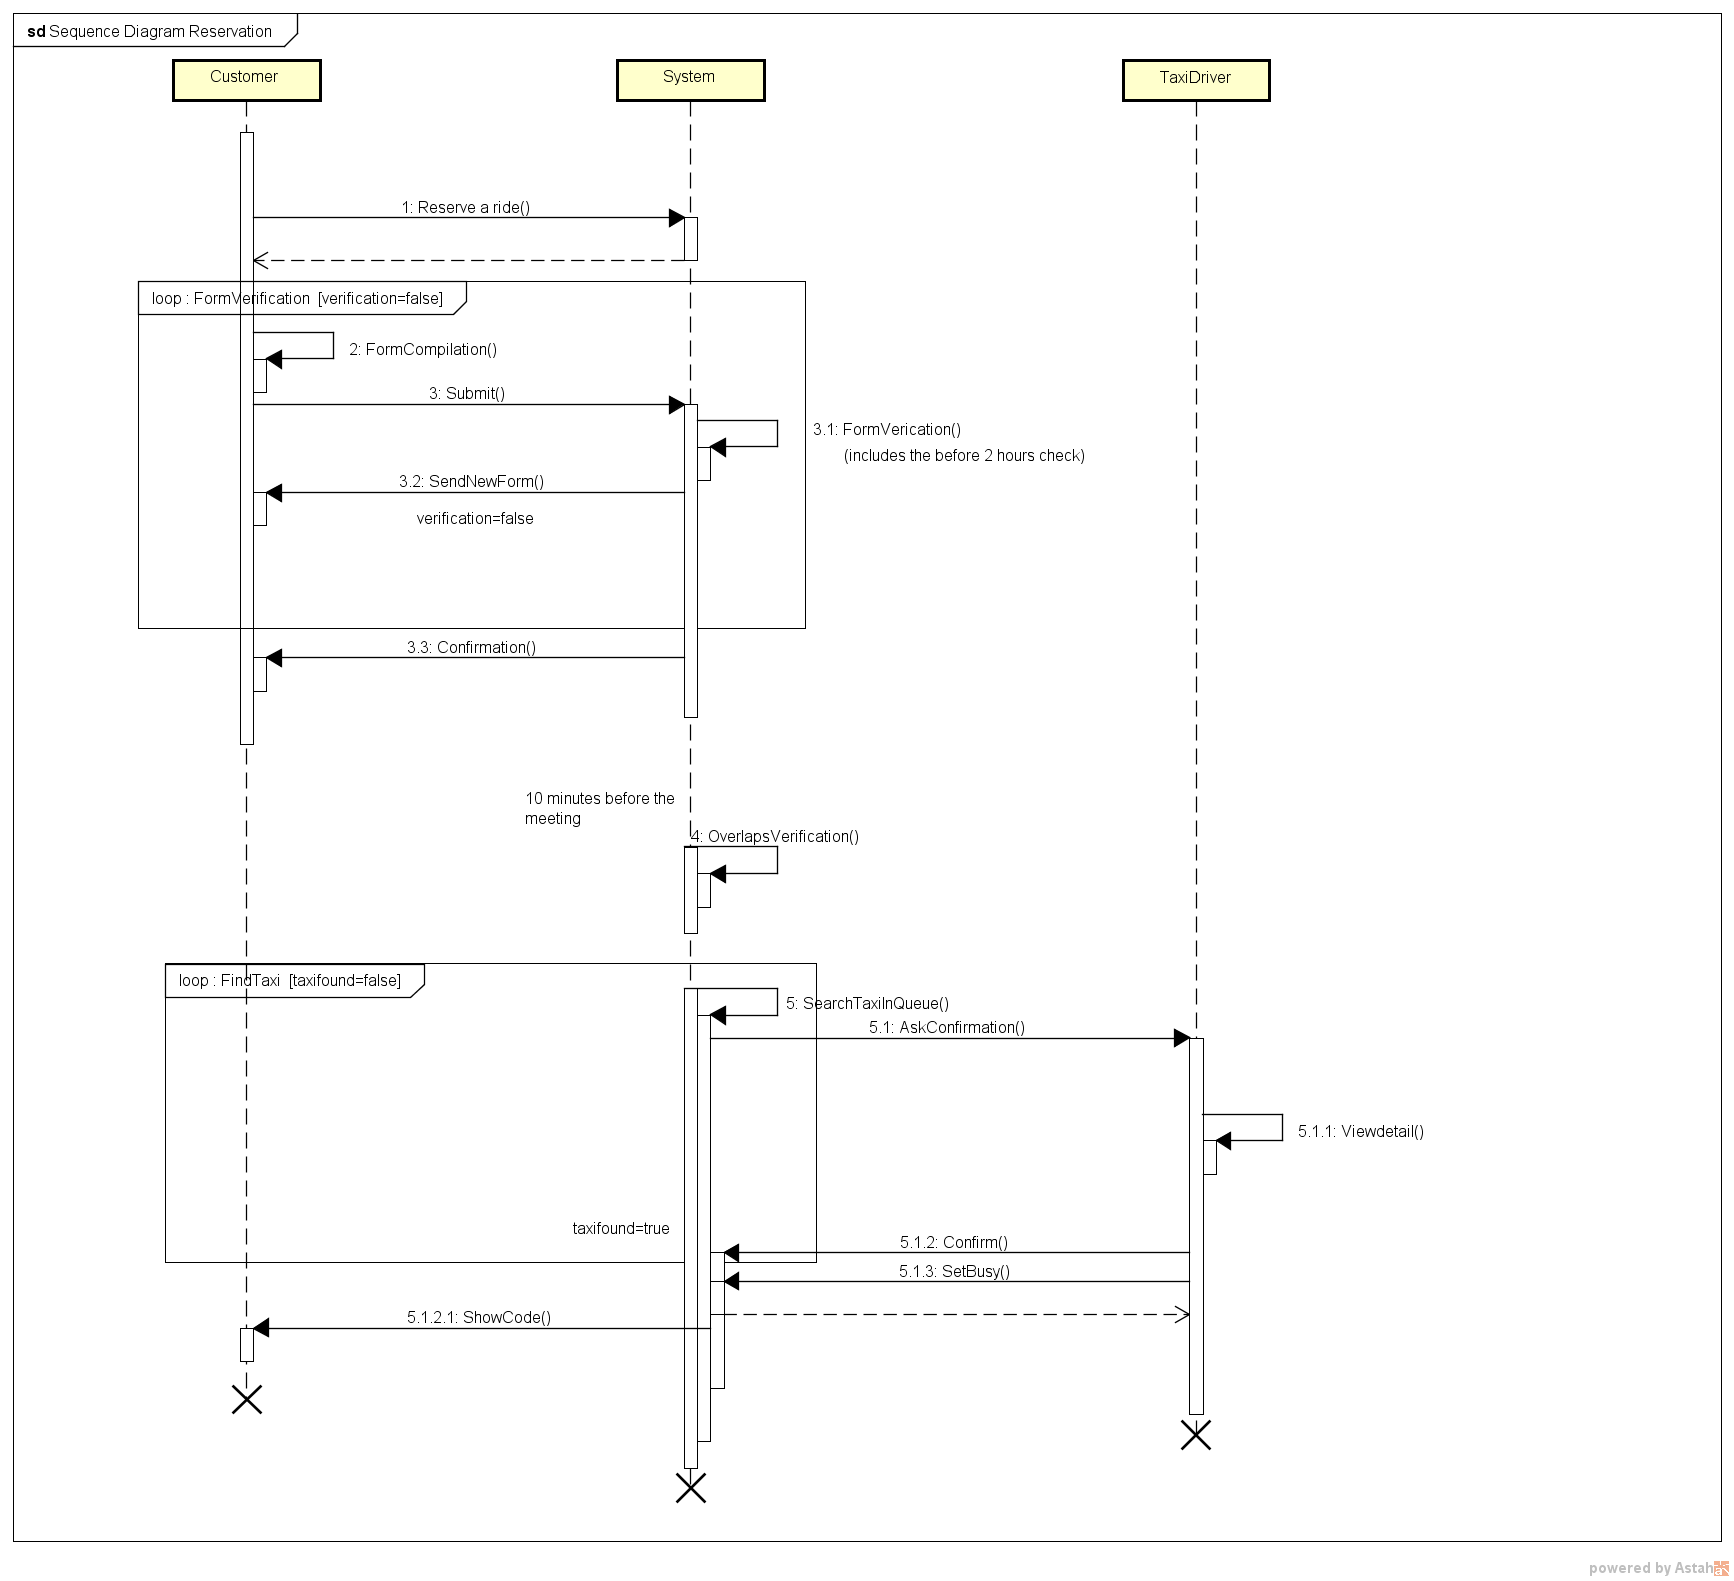 sd Sequence Diagram Reservation
Customer
System
TaxiDriver
1: Reserve a ride()
loop : FormVerification [verification=false]
2: FormCompilation()
3: Submit()
3.1: FormVerication()
(includes the before 2 hours check)
3.2: SendNewForm()
verification=false
3.3: Confirmation()
10 minutes before the
meeting
4: OverlapsVerification()
loop : FindTaxi [taxifound=false]
5: SearchTaxiInQueue()
5.1: AskConfirmation()
5.1.1: Viewdetail()
taxifound=true
5.1.2: Confirm()
5.1.3: SetBusy()
5.1.2.1: ShowCode()
powered by Astah